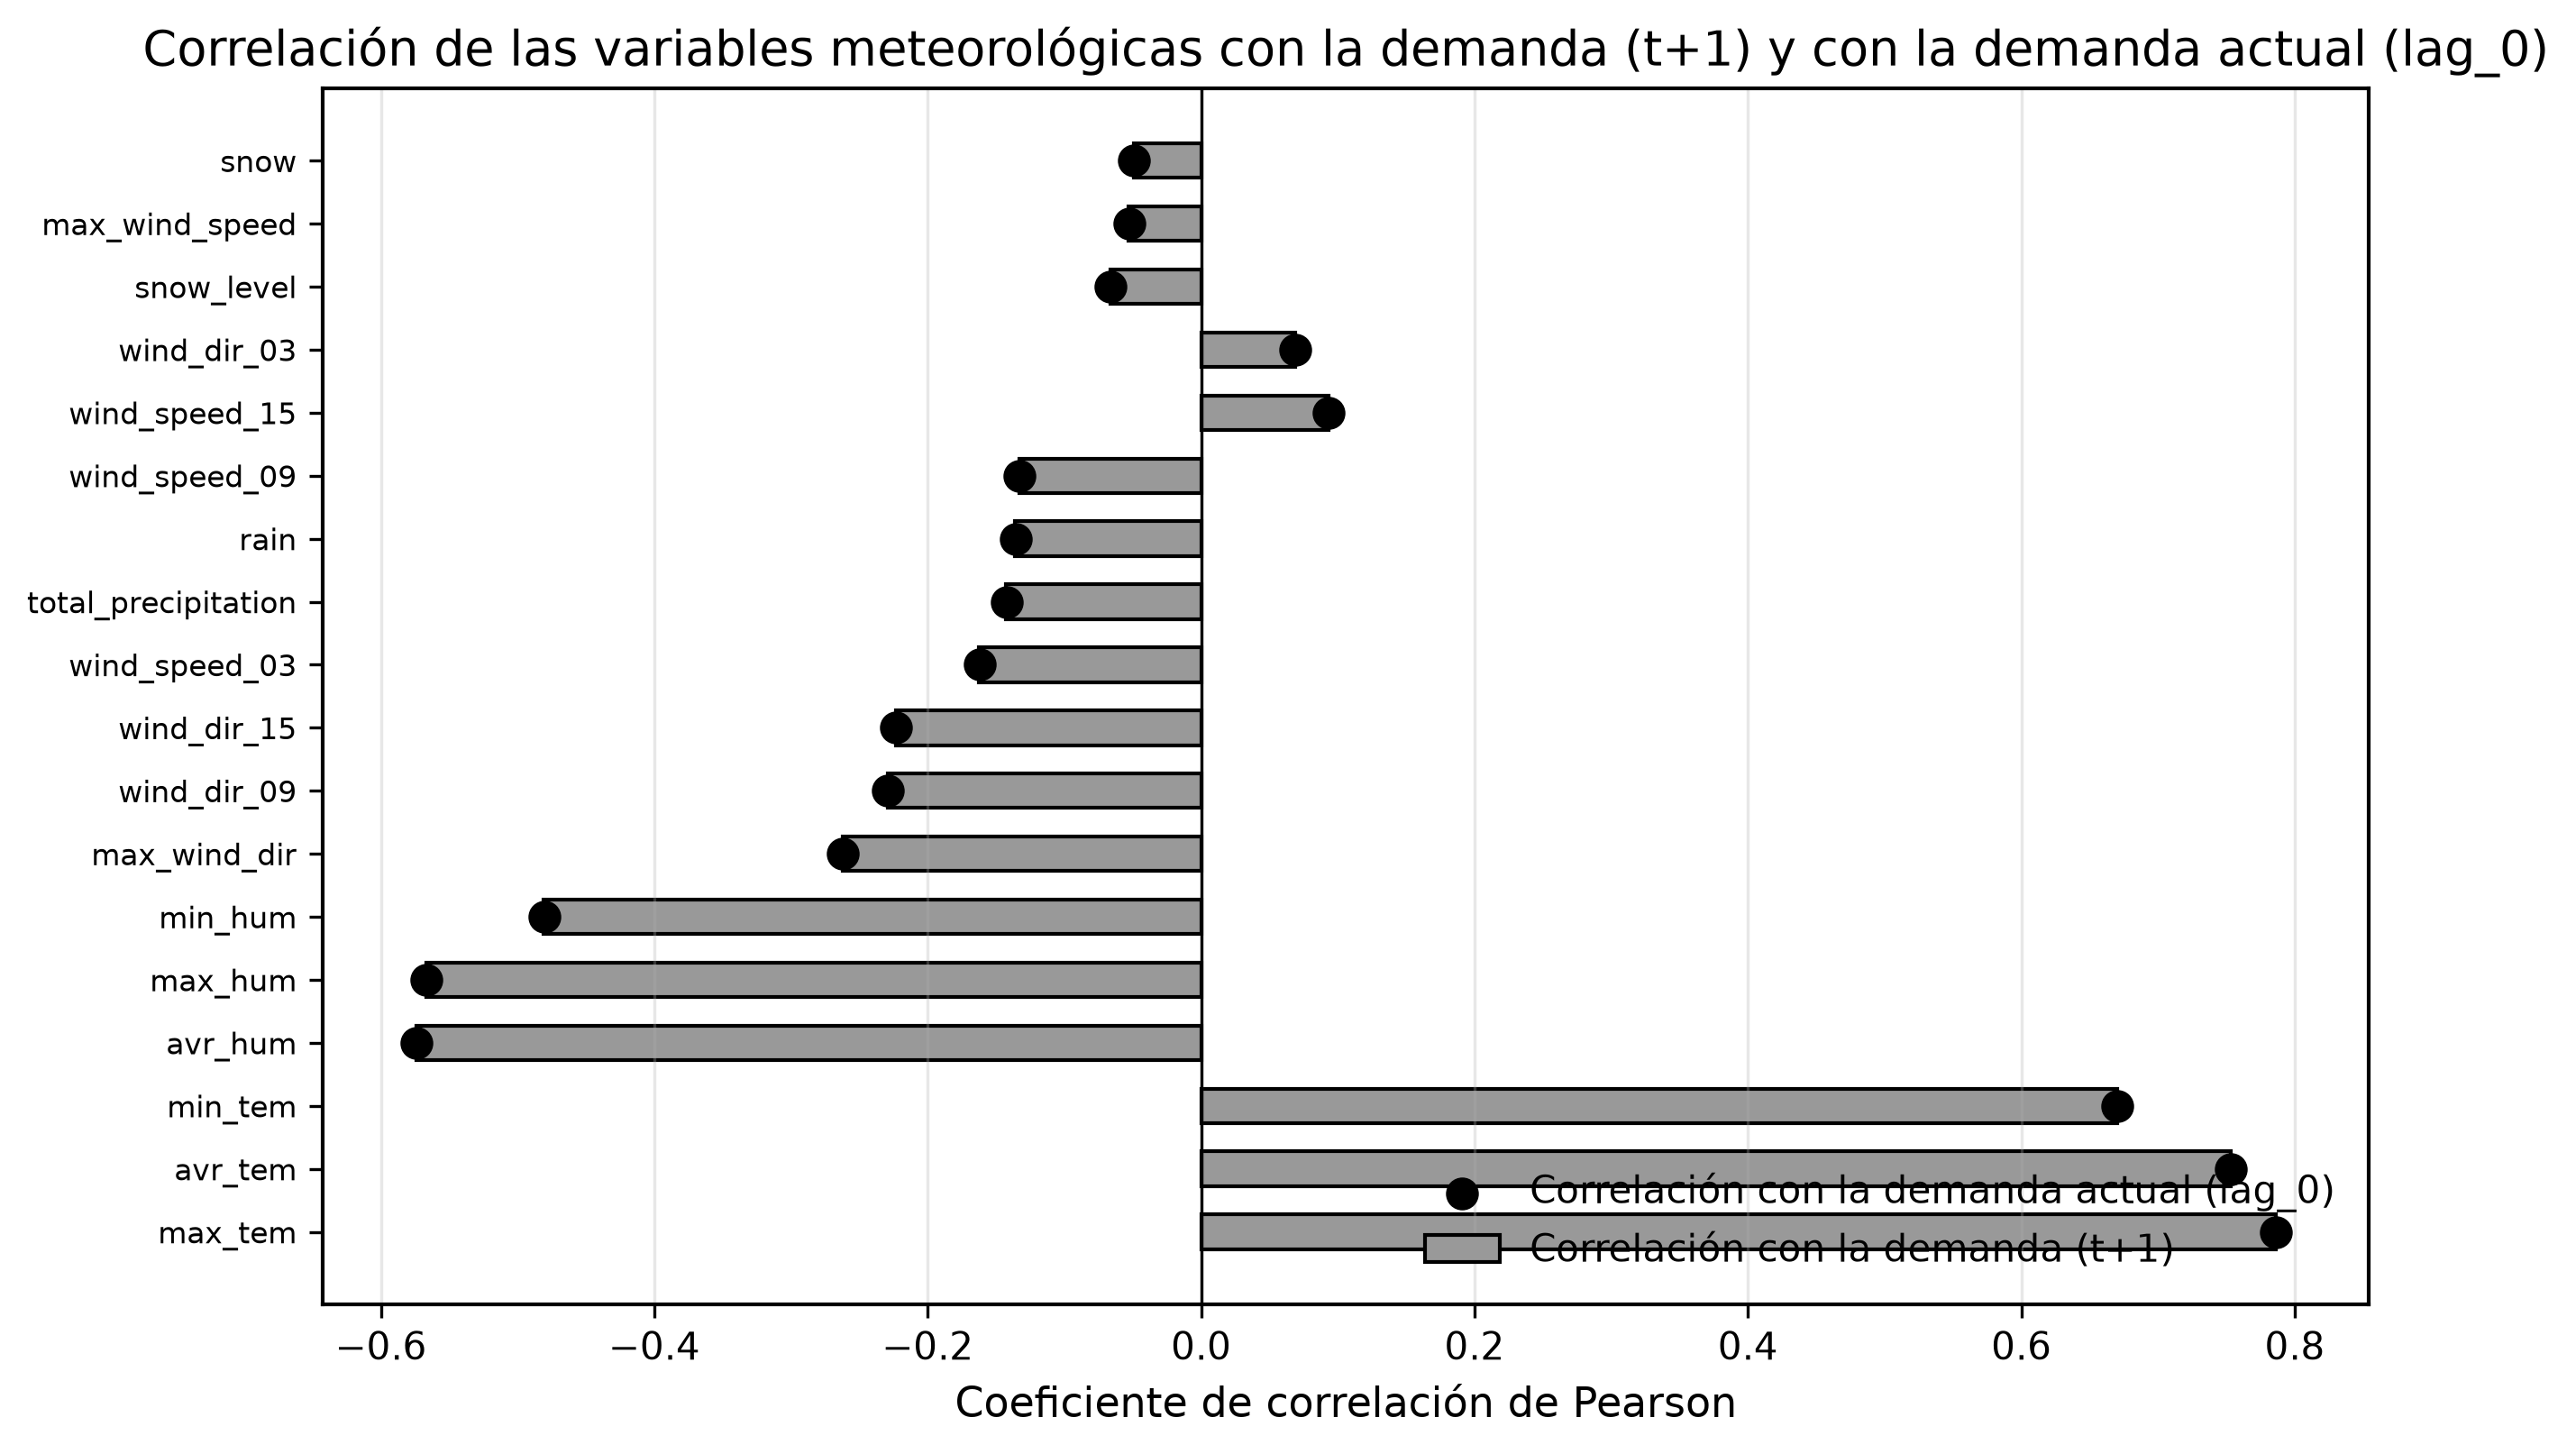 Correlación de las variables meteorológicas con la demanda (t+1) y con la demanda actual (lag_0)
snow
max_wind_speed
snow_level
wind_dir_03
wind_speed_15
wind_speed_09
rain
total_precipitation
wind_speed_03
wind_dir_15
wind_dir_09
max_wind_dir
min_hum
max_hum
avr_hum
min_tem
avr_tem
max_tem
Correlación con la demanda actual (lag_0)
Correlación con la demanda (t+1)
−0.6 −0.4 −0.2 0.0 0.2 0.4 0.6 0.8
Coeficiente de correlación de Pearson